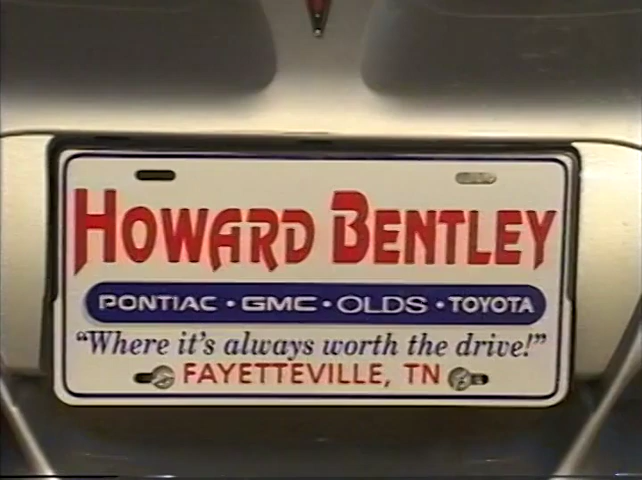 HOWARD BENTLEY
PONTIAC • GMC • OLDS • TOYOTA
"Where it's always worth the drive!"
FAYETTEVILLE, TN